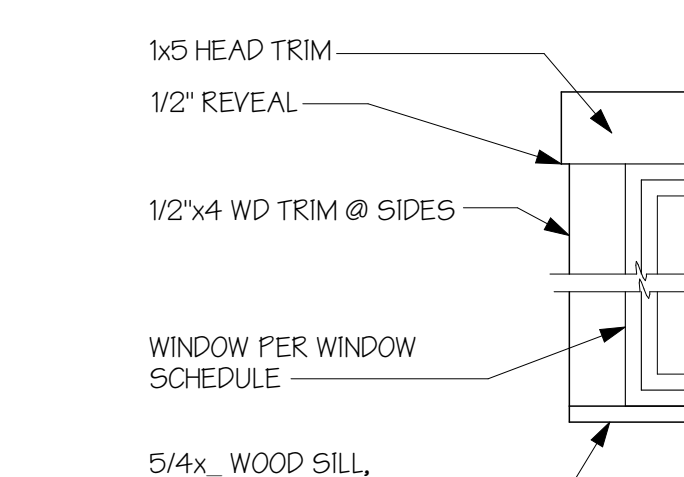 1x5 HEAD TRIM
1/2" REVEAL
1/2"x4 WD TRIM @ SIDES
WINDOW PER WINDOW
SCHEDULE
5/4x_ WOOD SILL,